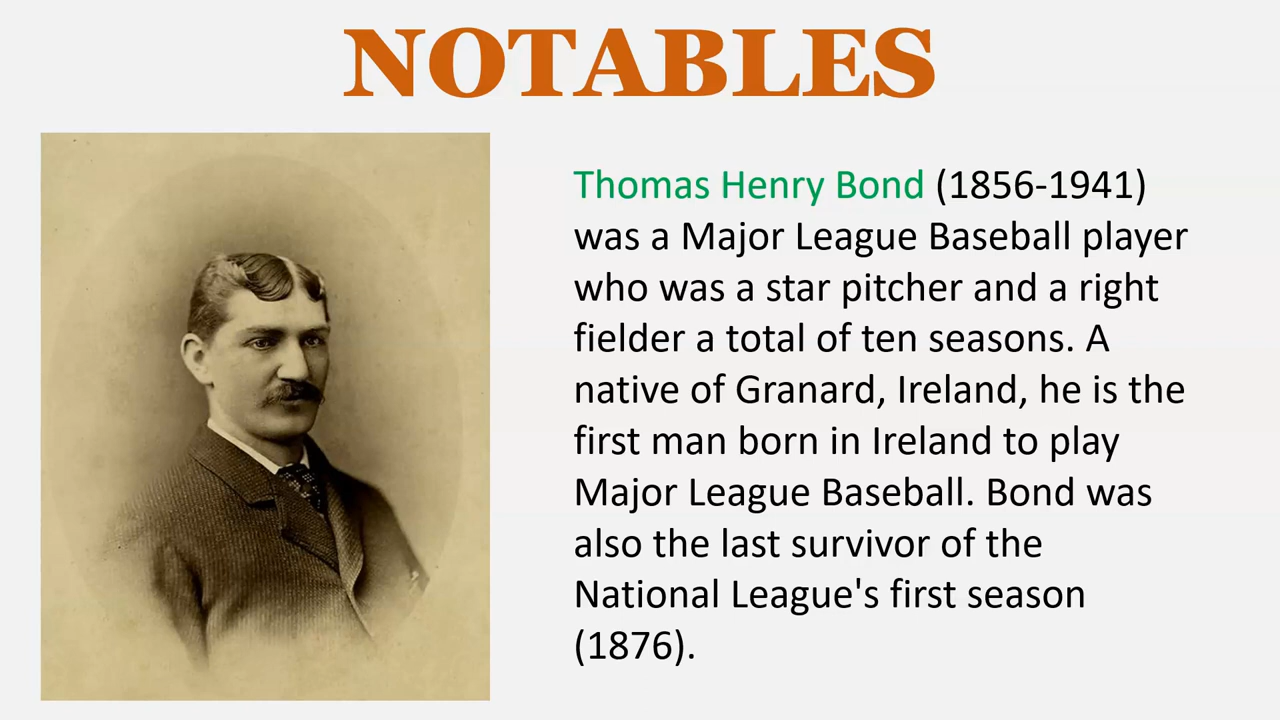 NOTABLES
Thomas Henry Bond (1856-1941)
was a Major League Baseball player
who was a star pitcher and a right
fielder a total of ten seasons. A
native of Granard, Ireland, he is the
first man born in Ireland to play
Major League Baseball. Bond was
also the last survivor of the
National League's first season
(1876).